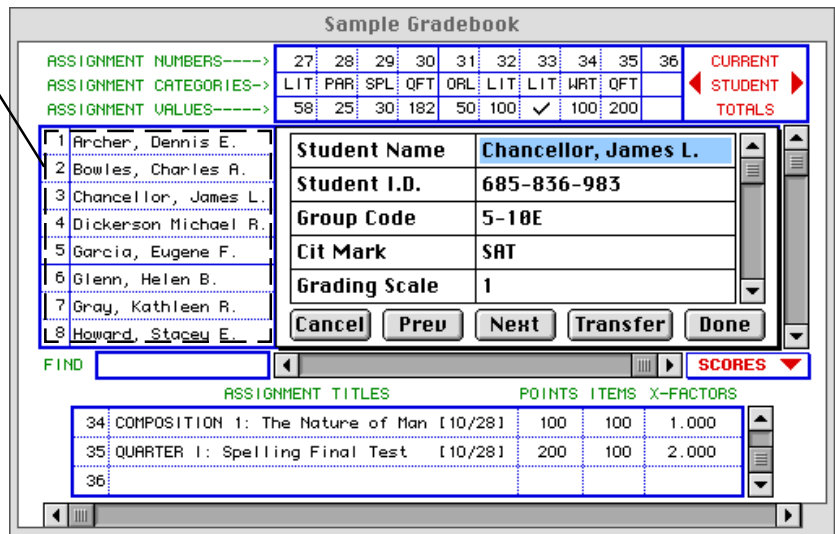 Sample Gradebook
ASSIGNMENT NUMBERS----> 27 28 29 30 31 32 33 34 35 36 CURRENT
ASSIGNMENT CATEGORIES-> LIT PAR SPL QFT ORL LIT LIT WRT QFT STUDENT
ASSIGNMENT VALUES-----> 58 25 30 182 50 100 ✓ 100 200 TOTALS
1 Archer, Dennis E.
2 Bowles, Charles A.
3 Chancellor, James L.
4 Dickerson Michael R.
5 Garcia, Eugene F.
6 Glenn, Helen B.
7 Gray, Kathleen R.
8 Howard, Stacey E.
Student Name Chancellor, James L.
Student I.D. 685-836-983
Group Code 5-10E
Cit Mark SAT
Grading Scale 1
Cancel Prev Next Transfer Done
FIND SCORES
ASSIGNMENT TITLES POINTS ITEMS X-FACTORS
34 COMPOSITION 1: The Nature of Man [10/28] 100 100 1.000
35 QUARTER I: Spelling Final Test [10/28] 200 100 2.000
36